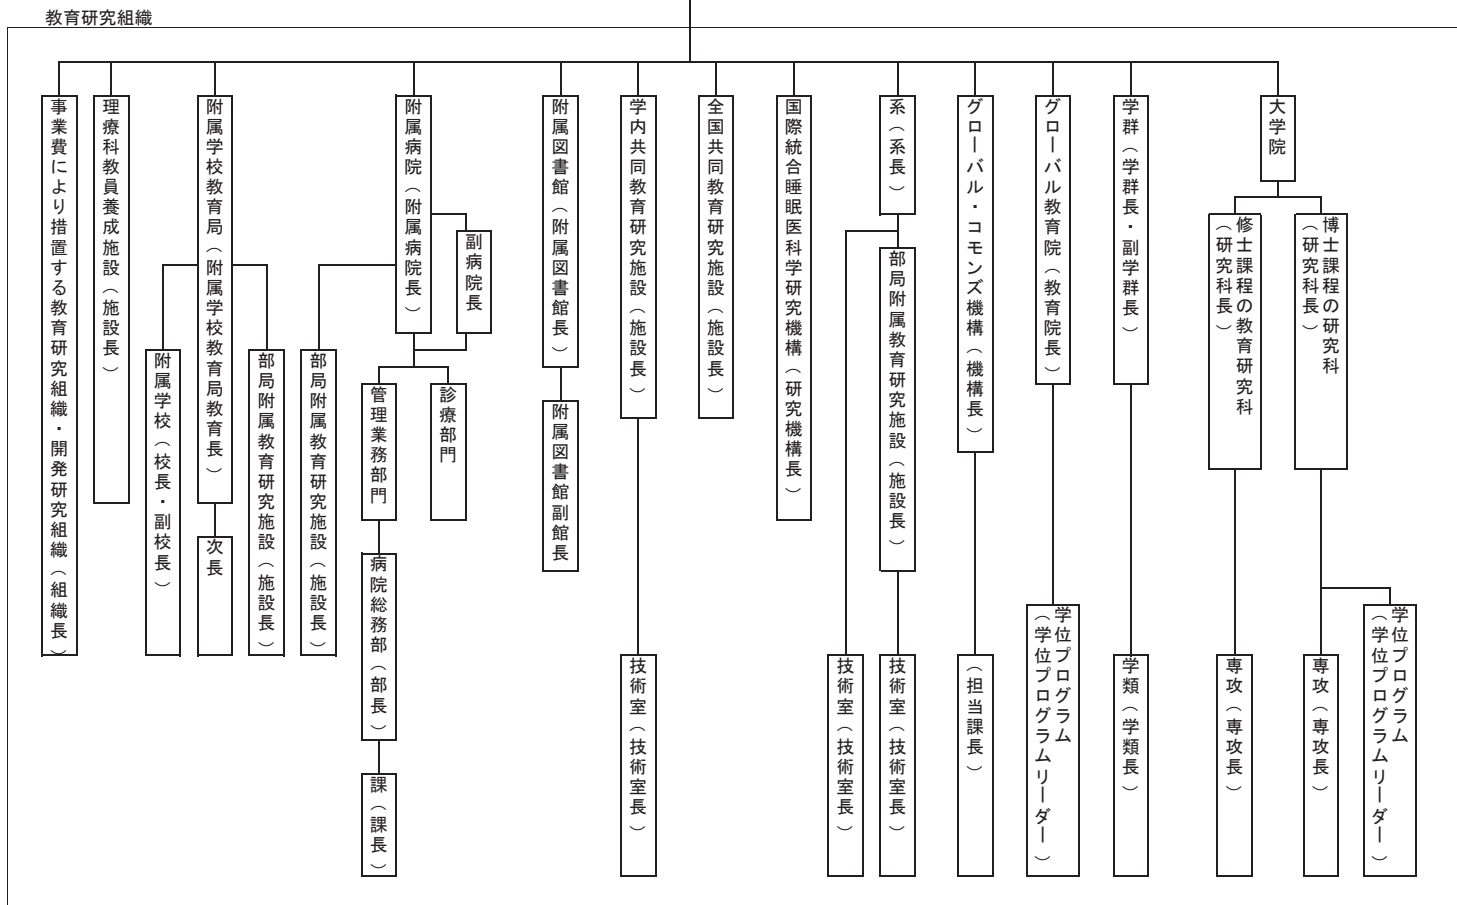 教育研究組織
大学院
博士課程の研究科
（研究科長）
専攻（専攻長）
学位プログラム
（学位プログラムリーダー）
修士課程の教育研究科
（研究科長）
専攻（専攻長）
学群（学群長・副学群長）
学類（学類長）
グローバル教育院（教育院長）
学位プログラム
（学位プログラムリーダー）
グローバル・コモンズ機構（機構長）
（担当課長）
系（系長）
部局附属教育研究施設（施設長）
技術室（技術室長）
技術室（技術室長）
国際統合睡眠医科学研究機構（研究機構長）
全国共同教育研究施設（施設長）
学内共同教育研究施設（施設長）
技術室（技術室長）
附属図書館（附属図書館長）
附属図書館副館長
附属病院（附属病院長）
副病院長
診療部門
管理業務部門
病院総務部（部長）
課（課長）
部局附属教育研究施設（施設長）
附属学校教育局（附属学校教育局教育長）
部局附属教育研究施設（施設長）
次長
附属学校（校長・副校長）
理療科教員養成施設（施設長）
事業費により措置する教育研究組織・開発研究組織（組織長）